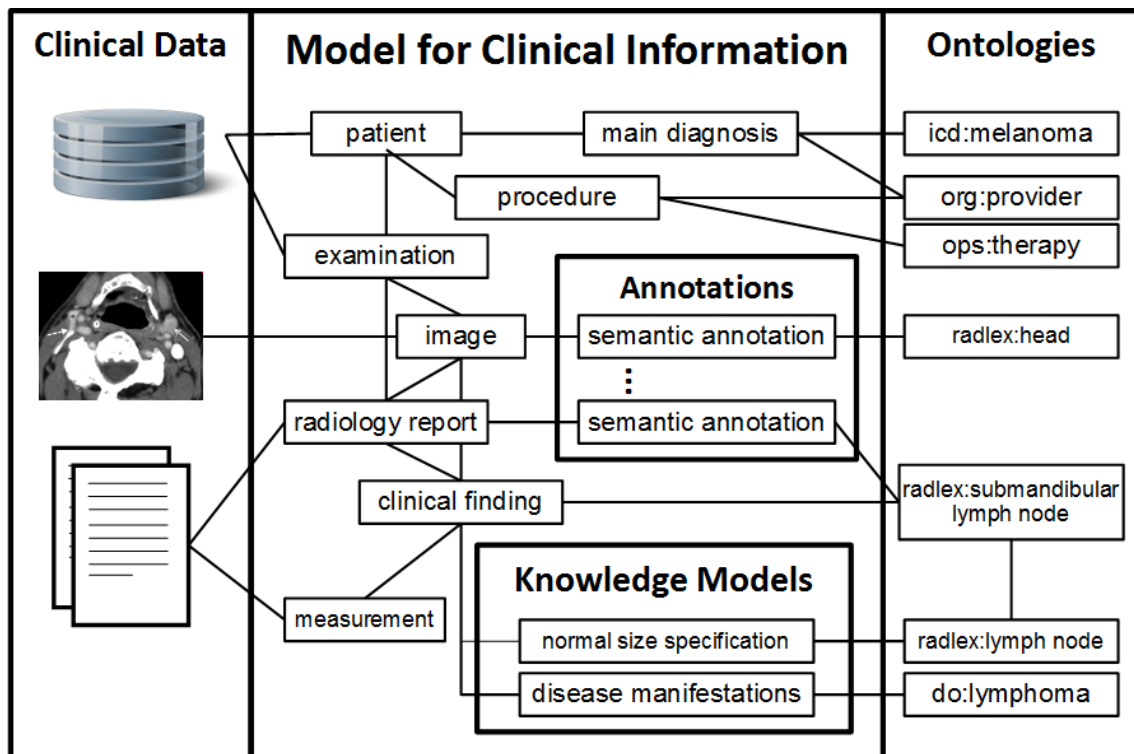 Clinical Data
Model for Clinical Information
Ontologies
patient
main diagnosis
icd:melanoma
procedure
org:provider
ops:therapy
examination
Annotations
image
semantic annotation
radlex:head
⋮
radiology report
semantic annotation
clinical finding
radlex:submandibular
lymph node
Knowledge Models
measurement
normal size specification
radlex:lymph node
disease manifestations
do:lymphoma